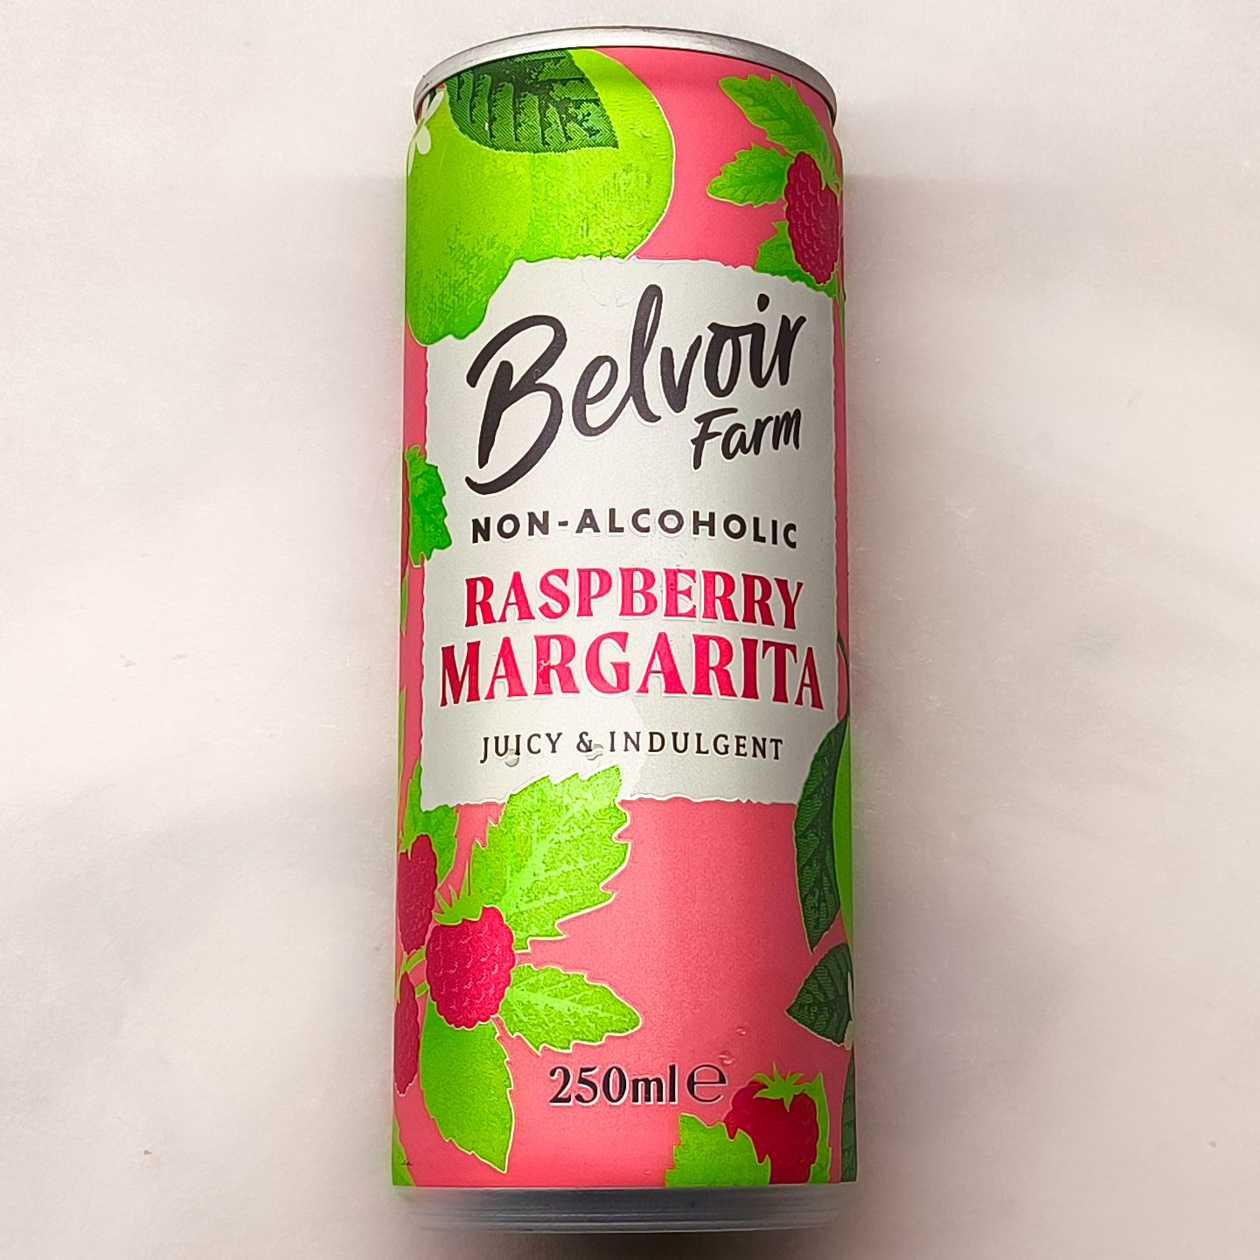 Belvoir
Farm
NON-ALCOHOLIC
RASPBERRY
MARGARITA
JUICY & INDULGENT
250ml ℮